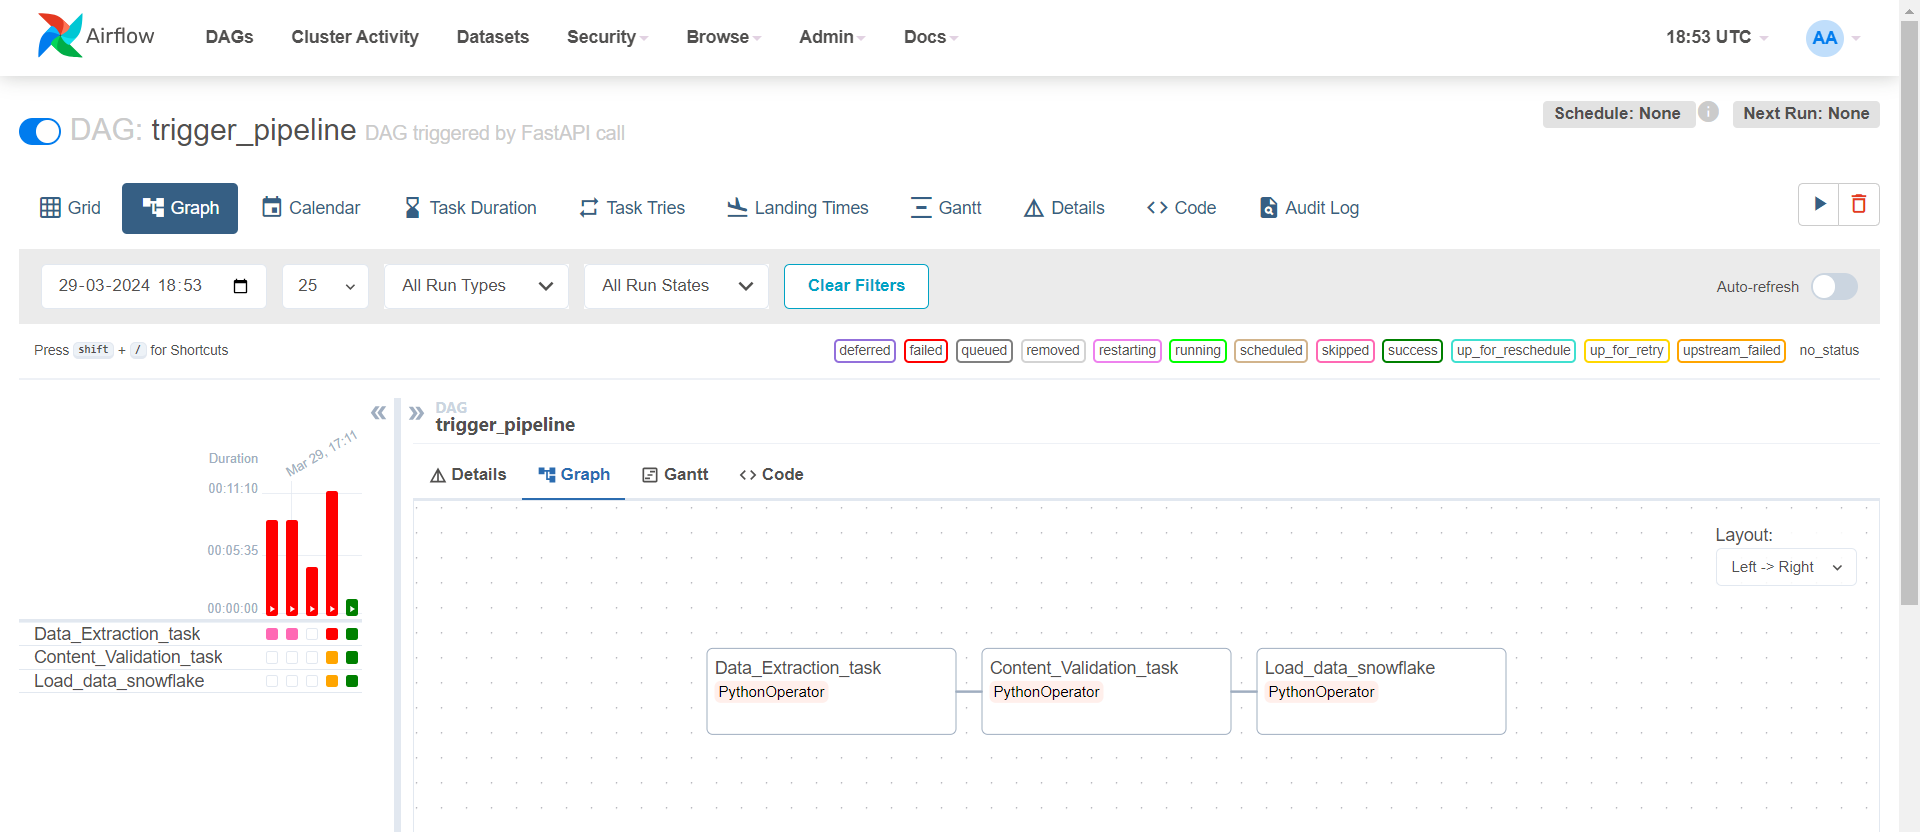 Airflow DAGs Cluster Activity Datasets Security Browse Admin Docs 18:53 UTC AA
DAG: trigger_pipeline DAG triggered by FastAPI call Schedule: None i Next Run: None
Grid Graph Calendar Task Duration Task Tries Landing Times Gantt Details Code Audit Log
29-03-2024 18:53 25 All Run Types All Run States Clear Filters Auto-refresh
Press shift + / for Shortcuts deferred failed queued removed restarting running scheduled skipped success up_for_reschedule up_for_retry upstream_failed no_status
DAG
trigger_pipeline
Duration
Mar 29, 17:11
00:11:10
00:05:35
00:00:00
Data_Extraction_task
Content_Validation_task
Load_data_snowflake
Details Graph Gantt Code
Layout:
Left -> Right
Data_Extraction_task Content_Validation_task Load_data_snowflake
PythonOperator PythonOperator PythonOperator